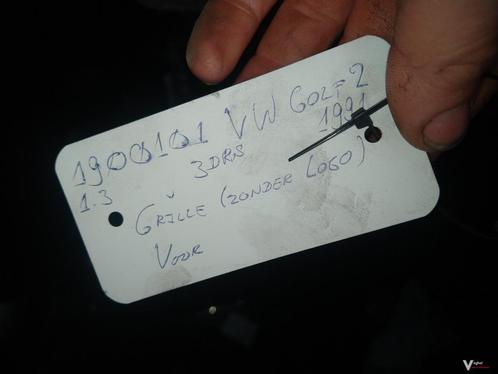 1900101 VW GOLF 2
1.3 3DRS 1991
GRILLE (ZONDER LOGO)
VOOR